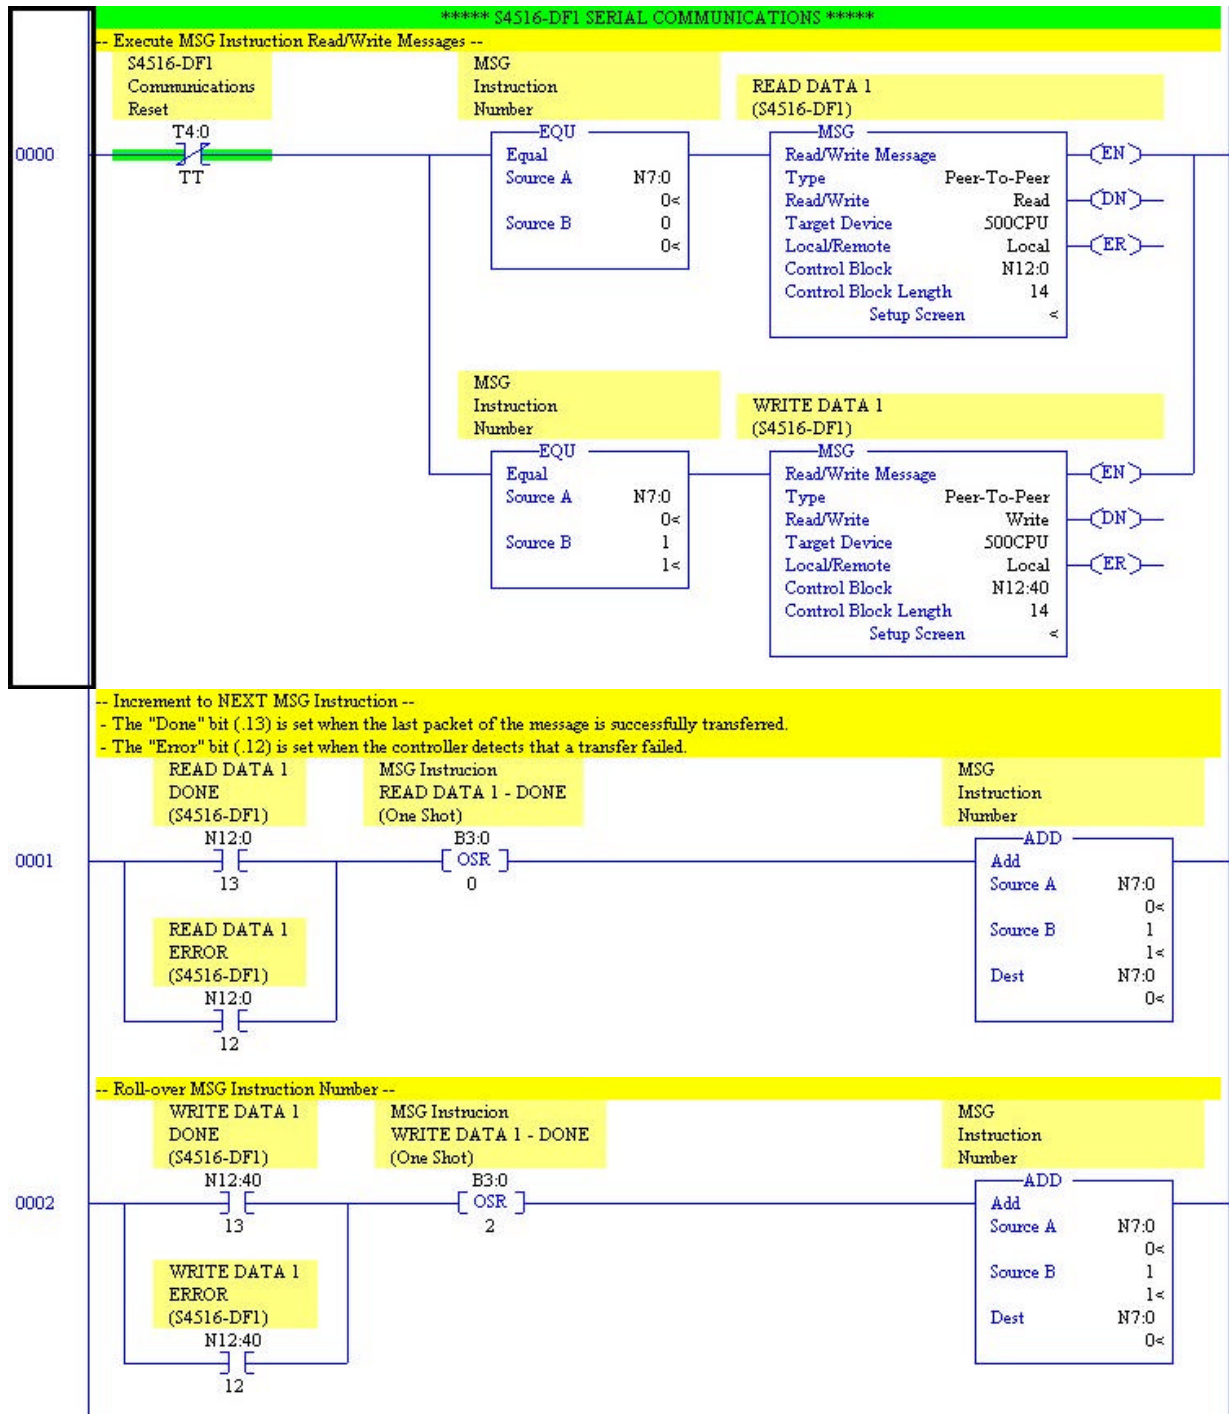 ***** S4516-DF1 SERIAL COMMUNICATIONS *****
-- Execute MSG Instruction Read/Write Messages --
S4516-DF1
Communications
Reset
T4:0
TT
0000
MSG
Instruction
Number
EQU
Equal
Source A N7:0
0<
Source B 0
0<
READ DATA 1
(S4516-DF1)
MSG
Read/Write Message
Type Peer-To-Peer
Read/Write Read
Target Device 500CPU
Local/Remote Local
Control Block N12:0
Control Block Length 14
Setup Screen <
EN
DN
ER
MSG
Instruction
Number
EQU
Equal
Source A N7:0
0<
Source B 1
1<
WRITE DATA 1
(S4516-DF1)
MSG
Read/Write Message
Type Peer-To-Peer
Read/Write Write
Target Device 500CPU
Local/Remote Local
Control Block N12:40
Control Block Length 14
Setup Screen <
EN
DN
ER
-- Increment to NEXT MSG Instruction --
- The "Done" bit (.13) is set when the last packet of the message is successfully transferred.
- The "Error" bit (.12) is set when the controller detects that a transfer failed.
READ DATA 1
DONE
(S4516-DF1)
N12:0
13
0001
READ DATA 1
ERROR
(S4516-DF1)
N12:0
12
MSG Instrucion
READ DATA 1 - DONE
(One Shot)
B3:0
OSR
0
MSG
Instruction
Number
ADD
Add
Source A N7:0
0<
Source B 1
1<
Dest N7:0
0<
-- Roll-over MSG Instruction Number --
WRITE DATA 1
DONE
(S4516-DF1)
N12:40
13
0002
WRITE DATA 1
ERROR
(S4516-DF1)
N12:40
12
MSG Instrucion
WRITE DATA 1 - DONE
(One Shot)
B3:0
OSR
2
MSG
Instruction
Number
ADD
Add
Source A N7:0
0<
Source B 1
1<
Dest N7:0
0<